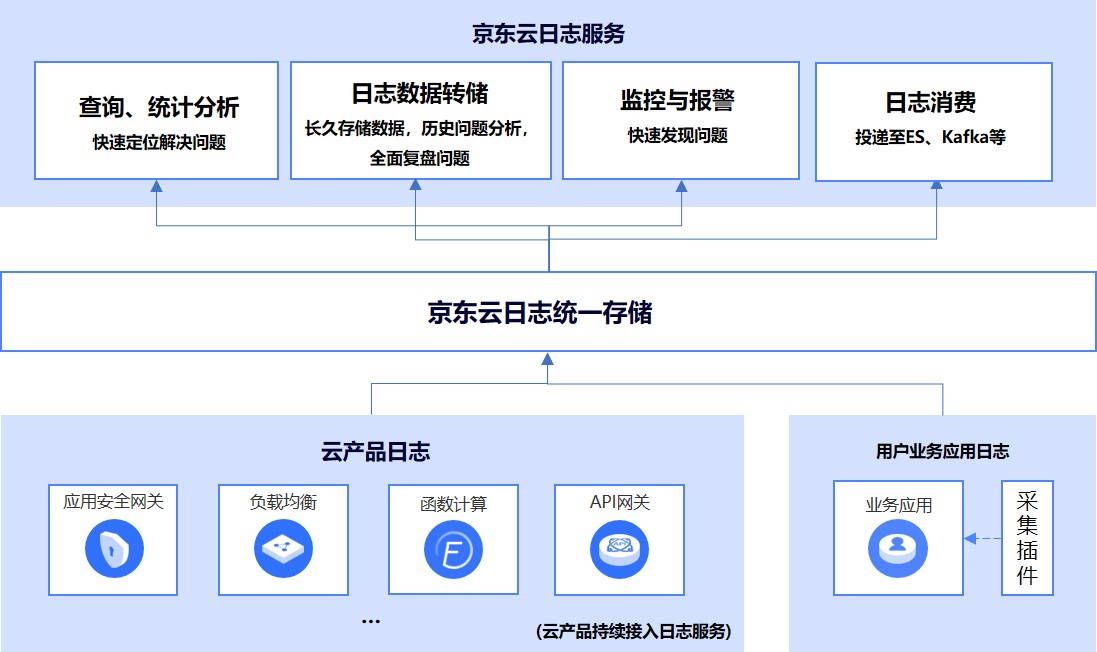 京东云日志服务
查询、统计分析
快速定位解决问题
日志数据转储
长久存储数据，历史问题分析，
全面复盘问题
监控与报警
快速发现问题
日志消费
投递至ES、Kafka等
京东云日志统一存储
云产品日志
应用安全网关
负载均衡
函数计算
F
API网关
API
...
(云产品持续接入日志服务)
用户业务应用日志
业务应用
采
集
插
件